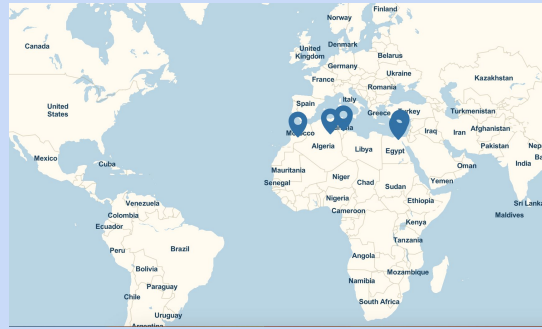 Finland
Norway
Canada
United
Kingdom
Denmark
Belarus
Germany
Ukraine
France
Kazakhstan
Romania
Italy
Spain
United
States
Greece
Turkmenistan
Iraq
Iran
Afghanistan
Algeria
Libya
Egypt
Pakistan
Mexico
Cuba
Oman
India
Mauritania
Niger
Chad
Sudan
Yemen
Senegal
Venezuela
Nigeria
Ethiopia
Sri Lanka
Colombia
Cameroon
Maldives
Ecuador
Kenya
Tanzania
Peru
Brazil
Angola
Bolivia
Mozambique
Paraguay
Namibia
Chile
South Africa
Uruguay
Argentina